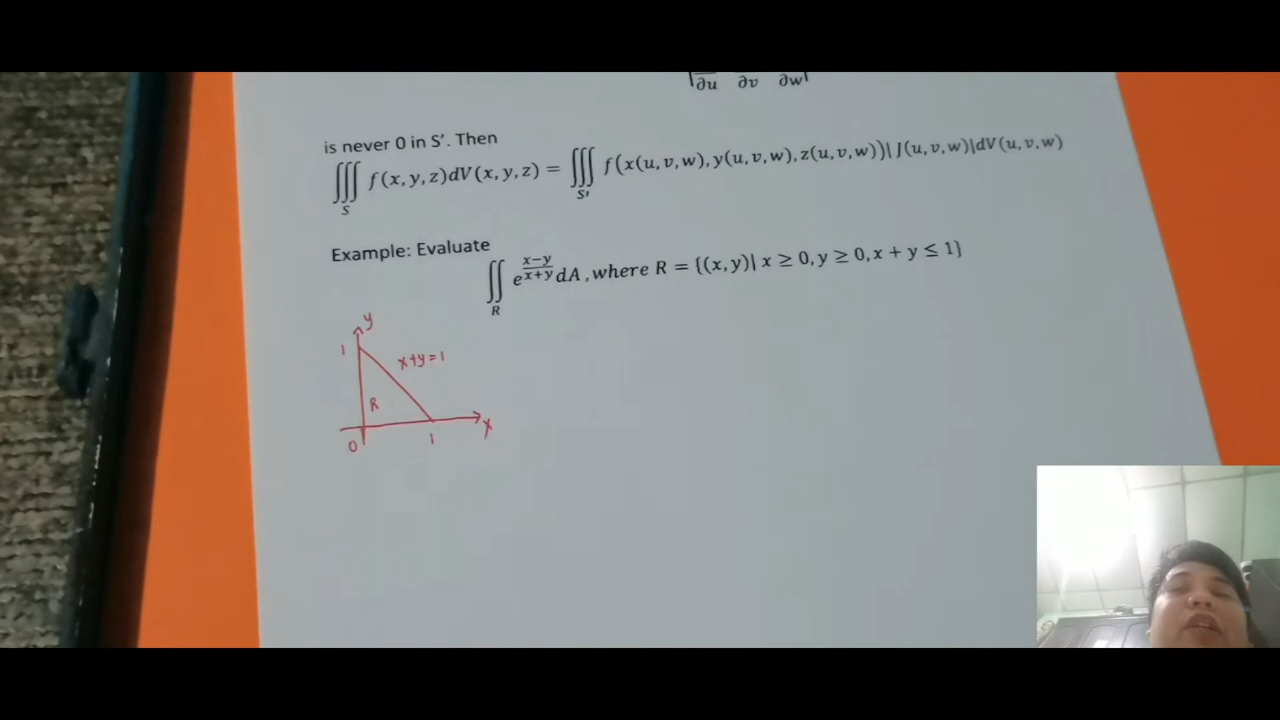 ∂u ∂v ∂w
is never 0 in S′. Then
∭_S f(x, y, z)dV(x, y, z) = ∭_S′ f(x(u, v, w), y(u, v, w), z(u, v, w))| J(u, v, w)|dV(u, v, w)
Example: Evaluate
∬_R e^((x−y)/(x+y)) dA , where R = {(x, y)| x ≥ 0, y ≥ 0, x + y ≤ 1}
y
1
x+y=1
R
x
0
1